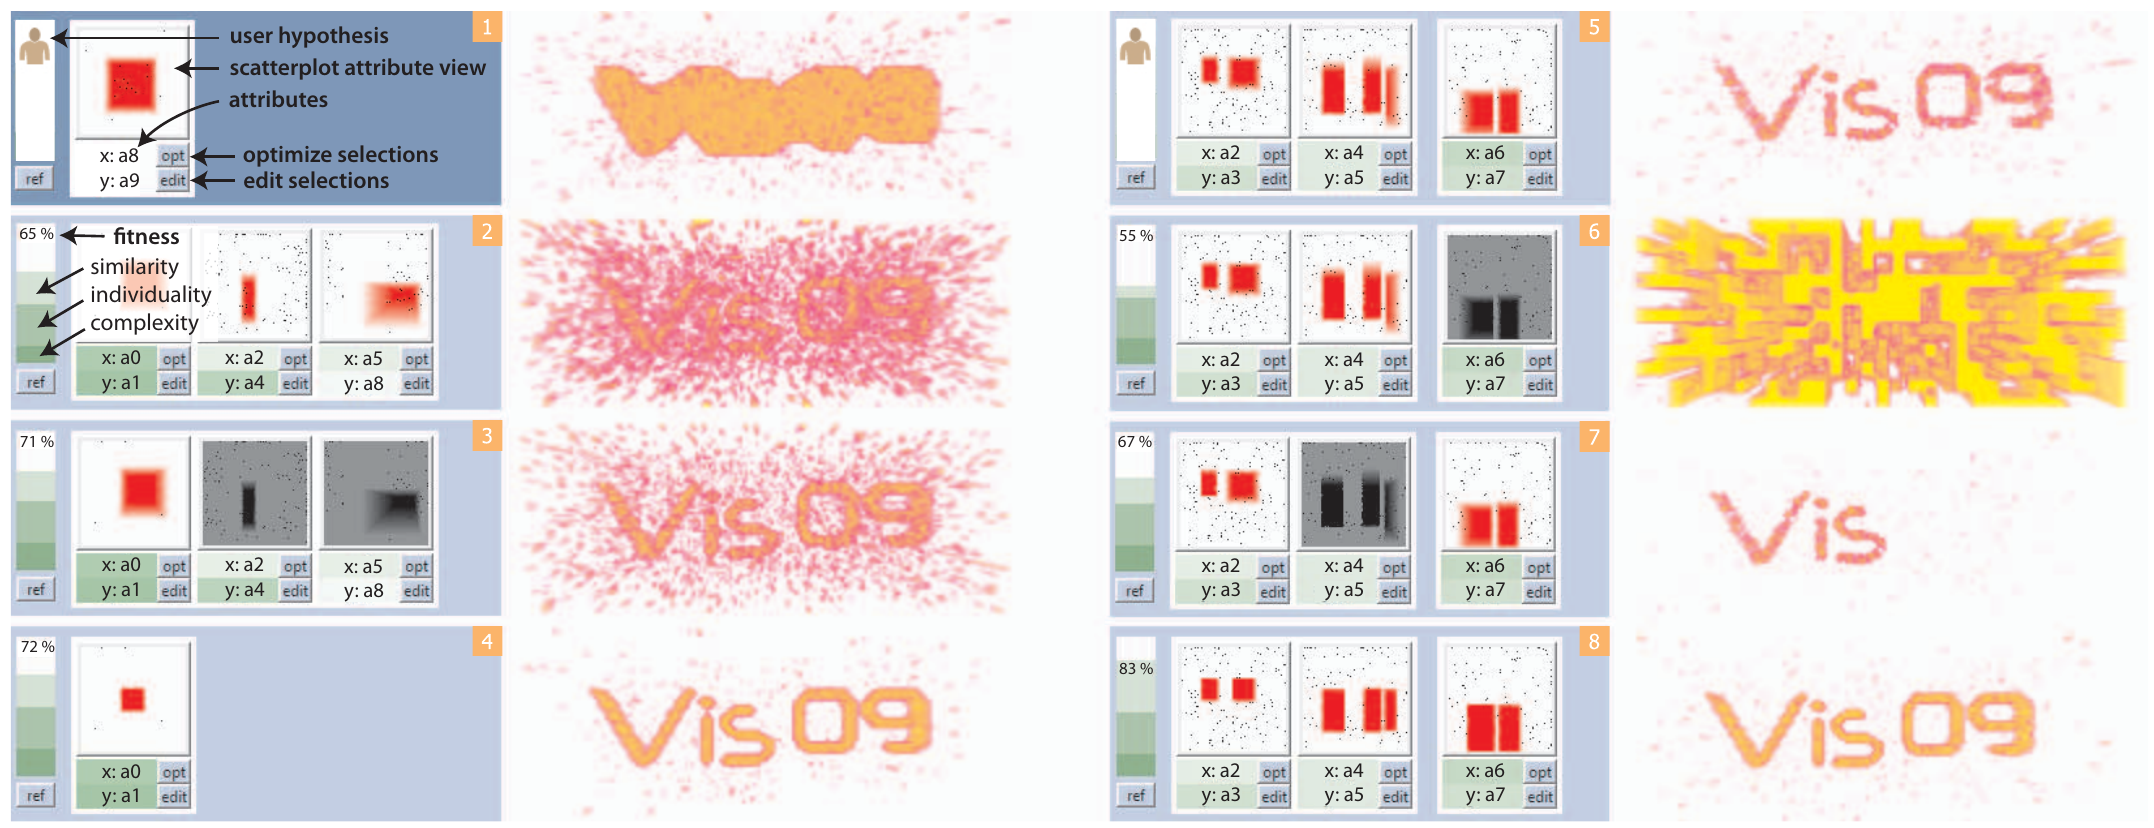 1
user hypothesis
scatterplot attribute view
attributes
x: a8 opt
optimize selections
ref y: a9 edit
edit selections
2
65 % fitness
similarity
individuality
complexity
x: a0 opt x: a2 opt x: a5 opt
ref y: a1 edit y: a4 edit y: a8 edit
Vis 09
3
71 %
x: a0 opt x: a2 opt x: a5 opt
ref y: a1 edit y: a4 edit y: a8 edit
Vis 09
4
72 %
x: a0 opt
ref y: a1 edit
Vis 09
5
x: a2 opt x: a4 opt x: a6 opt
ref y: a3 edit y: a5 edit y: a7 edit
Vis 09
6
55 %
x: a2 opt x: a4 opt x: a6 opt
ref y: a3 edit y: a5 edit y: a7 edit
7
67 %
x: a2 opt x: a4 opt x: a6 opt
ref y: a3 edit y: a5 edit y: a7 edit
Vis
8
83 %
x: a2 opt x: a4 opt x: a6 opt
ref y: a3 edit y: a5 edit y: a7 edit
Vis 09